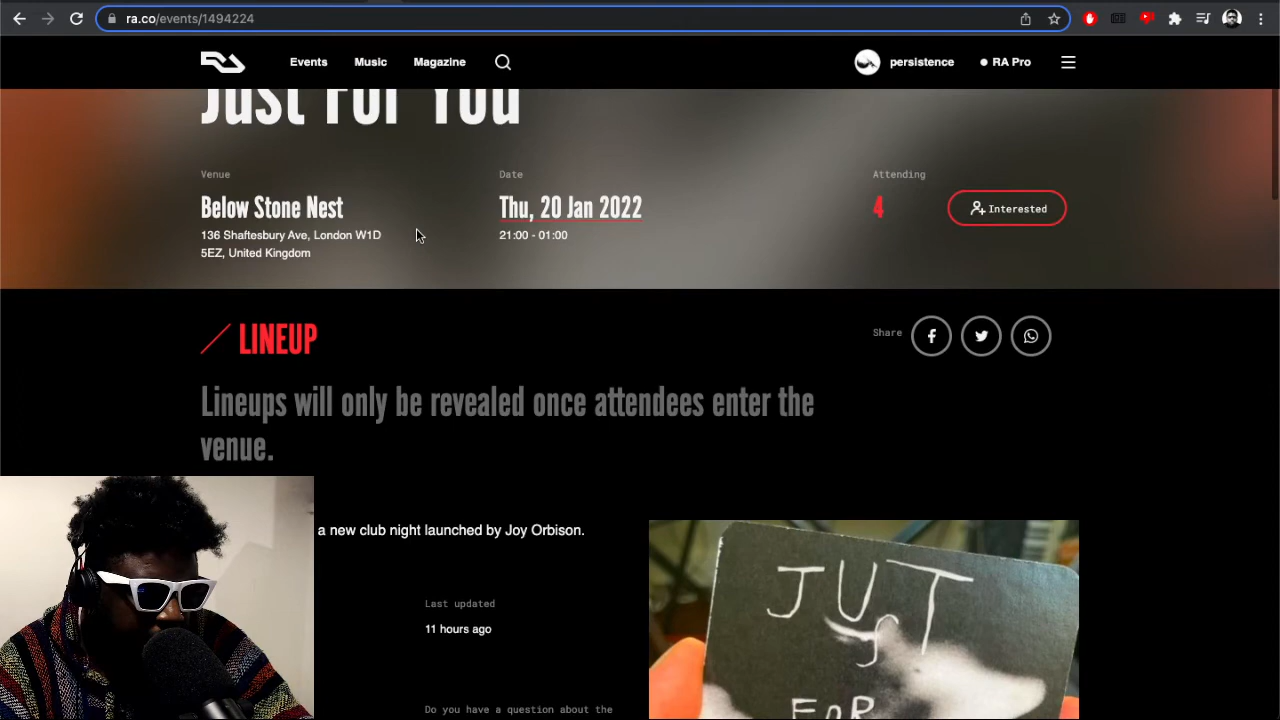 ra.co/events/1494224
Events Music Magazine
persistence RA Pro
Just For You
Venue Date Attending
Below Stone Nest Thu, 20 Jan 2022 4 Interested
136 Shaftesbury Ave, London W1D 21:00 - 01:00
5EZ, United Kingdom
LINEUP Share
Lineups will only be revealed once attendees enter the
venue.
a new club night launched by Joy Orbison.
Last updated
11 hours ago
Do you have a question about the
JUST
FOR